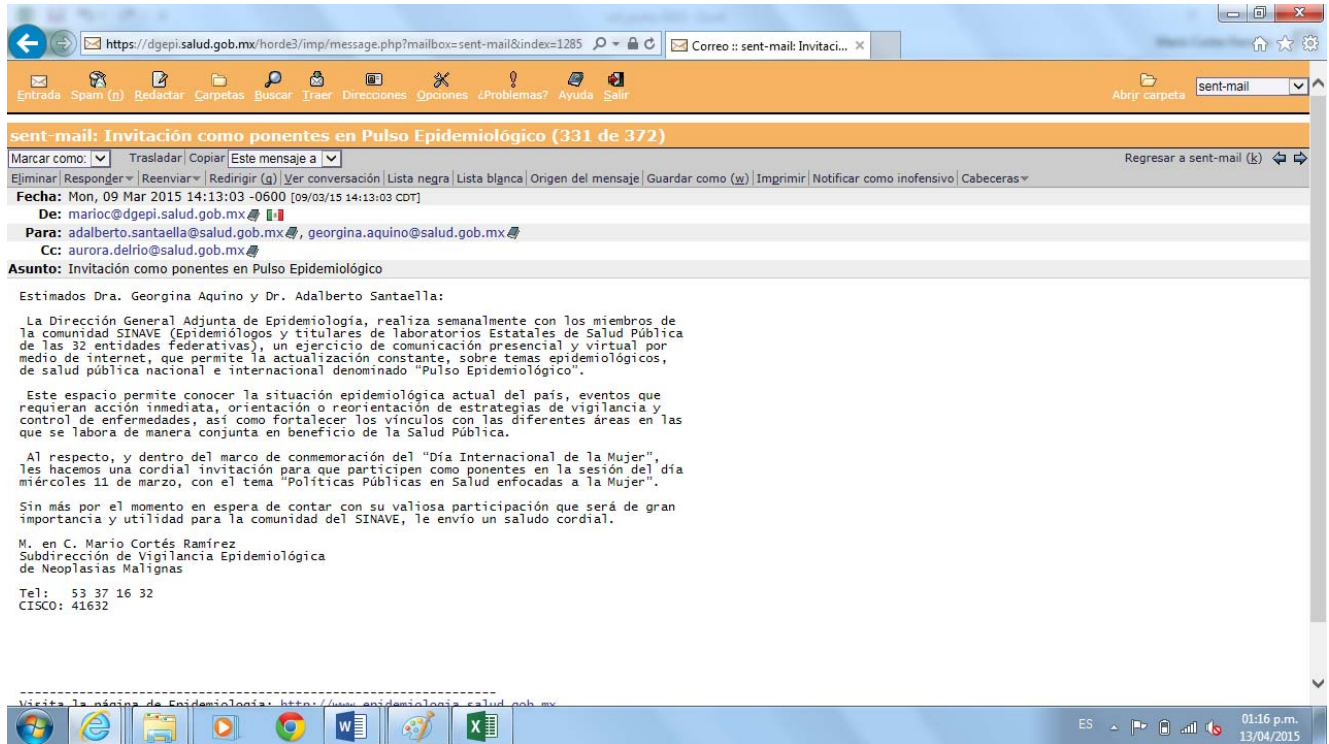 https://dgepi.salud.gob.mx/horde3/imp/message.php?mailbox=sent-mail&index=1285
Correo :: sent-mail: Invitaci...
Entrada Spam (n) Redactar Carpetas Buscar Traer Direcciones Opciones ¿Problemas? Ayuda Salir Abrir carpeta sent-mail
sent-mail: Invitación como ponentes en Pulso Epidemiológico (331 de 372)
Marcar como: Trasladar| Copiar Este mensaje a Regresar a sent-mail (k)
Eliminar| Responder| Reenviar| Redirigir (g)| Ver conversación| Lista negra| Lista blanca| Origen del mensaje| Guardar como (w)| Imprimir| Notificar como inofensivo| Cabeceras
Fecha: Mon, 09 Mar 2015 14:13:03 -0600 [09/03/15 14:13:03 CDT]
De: marioc@dgepi.salud.gob.mx
Para: adalberto.santaella@salud.gob.mx, georgina.aquino@salud.gob.mx
Cc: aurora.delrio@salud.gob.mx
Asunto: Invitación como ponentes en Pulso Epidemiológico
Estimados Dra. Georgina Aquino y Dr. Adalberto Santaella:
La Dirección General Adjunta de Epidemiología, realiza semanalmente con los miembros de
la comunidad SINAVE (Epidemiólogos y titulares de laboratorios Estatales de Salud Pública
de las 32 entidades federativas), un ejercicio de comunicación presencial y virtual por
medio de internet, que permite la actualización constante, sobre temas epidemiológicos,
de salud pública nacional e internacional denominado "Pulso Epidemiológico".
Este espacio permite conocer la situación epidemiológica actual del país, eventos que
requieran acción inmediata, orientación o reorientación de estrategias de vigilancia y
control de enfermedades, así como fortalecer los vínculos con las diferentes áreas en las
que se labora de manera conjunta en beneficio de la Salud Pública.
Al respecto, y dentro del marco de conmemoración del "Día Internacional de la Mujer",
les hacemos una cordial invitación para que participen como ponentes en la sesión del día
miércoles 11 de marzo, con el tema "Políticas Públicas en Salud enfocadas a la Mujer".
Sin más por el momento en espera de contar con su valiosa participación que será de gran
importancia y utilidad para la comunidad del SINAVE, le envío un saludo cordial.
M. en C. Mario Cortés Ramírez
Subdirección de Vigilancia Epidemiológica
de Neoplasias Malignas
Tel: 53 37 16 32
CISCO: 41632
Visita la página de Epidemiología: http://www.epidemiologia.salud.gob.mx
ES 01:16 p.m.
13/04/2015